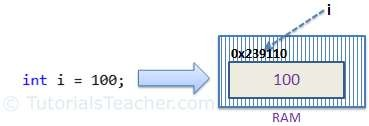 i
0x239110
int i = 100;
100
© TutorialsTeacher.com
RAM